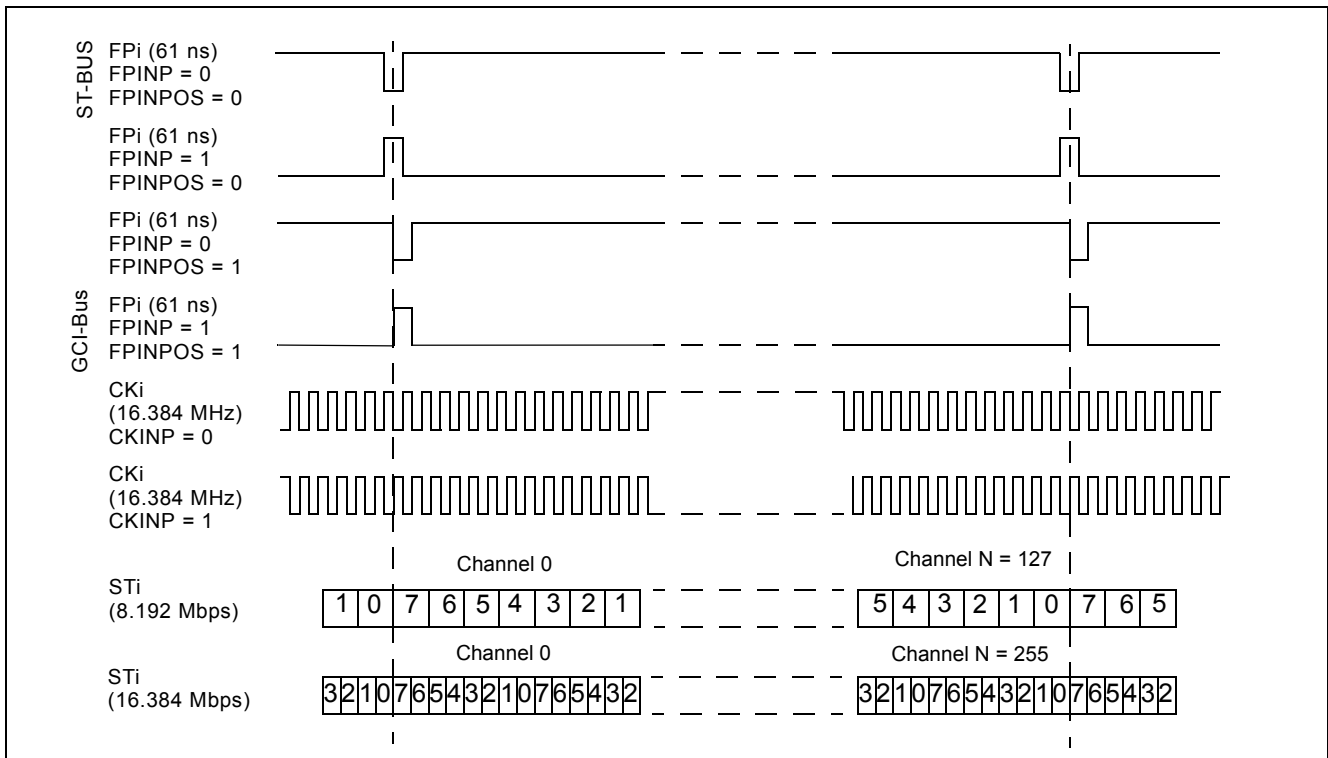 ST-BUS
FPi (61 ns)
FPINP = 0
FPINPOS = 0
FPi (61 ns)
FPINP = 1
FPINPOS = 0
FPi (61 ns)
FPINP = 0
FPINPOS = 1
GCI-Bus
FPi (61 ns)
FPINP = 1
FPINPOS = 1
CKi
(16.384 MHz)
CKINP = 0
CKi
(16.384 MHz)
CKINP = 1
Channel 0 Channel N = 127
STi
(8.192 Mbps)
1 0 7 6 5 4 3 2 1 5 4 3 2 1 0 7 6 5
Channel 0 Channel N = 255
STi
(16.384 Mbps)
3 2 1 0 7 6 5 4 3 2 1 0 7 6 5 4 3 2 3 2 1 0 7 6 5 4 3 2 1 0 7 6 5 4 3 2